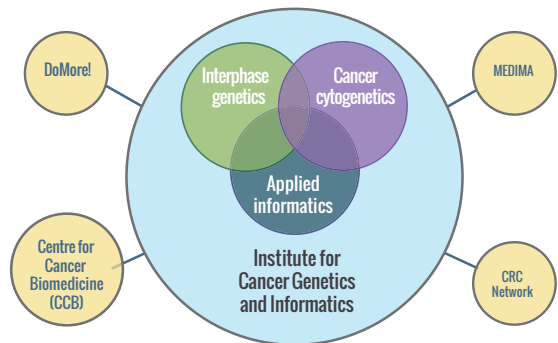 DoMore!
Interphase
genetics
Cancer
cytogenetics
MEDIMA
Applied
informatics
Centre for
Cancer
Biomedicine
(CCB)
Institute for
Cancer Genetics
and Informatics
CRC
Network